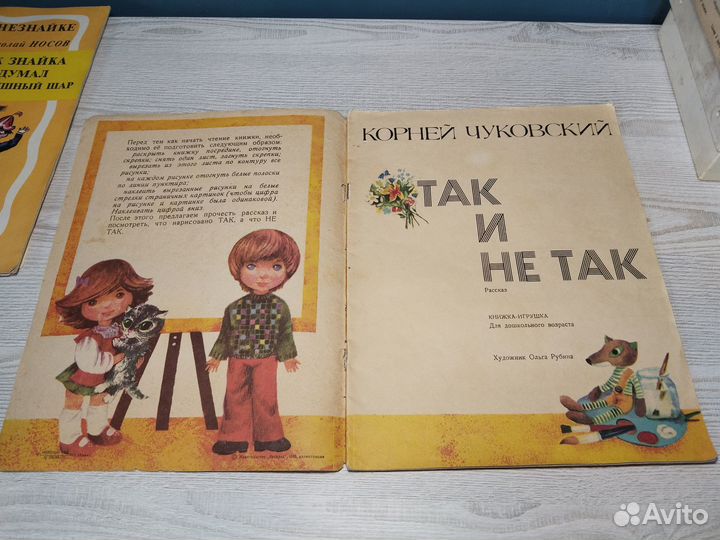 НЕЗНАЙКЕ
НОСОВ
К ЗНАЙКА
ДУМАЛ
ШНЫЙ ШАР
Перед тем как начать чтение книжки, необ-
ходимо её подготовить следующим образом:
раскрыть книжку посредине, отогнуть
скрепки; снять один лист, загнуть скрепки;
вырезать из этого листа по контуру все
рисунки;
на каждом рисунке отогнуть белые полоски
по линии пунктира;
наклеить вырезанные рисунки на белые
стрелки страничных картинок (чтобы цифра
на рисунке и картинке была одинаковой).
Наклеивать цифрой вниз.
После этого предлагаем прочесть рассказ и
посмотреть, что нарисовано ТАК, а что НЕ
ТАК.
КОРНЕЙ ЧУКОВСКИЙ
ТАК
И
НЕ ТАК
Рассказ
КНИЖКА-ИГРУШКА
Для дошкольного возраста
Художник Ольга Рубина
Avito